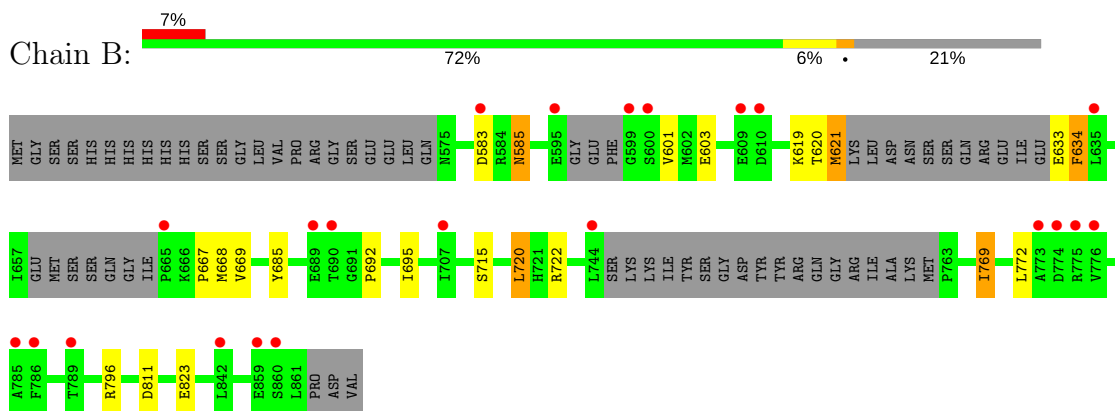 7%
Chain B:
72% 6% • 21%
MET GLY SER SER HIS HIS HIS HIS HIS HIS SER SER GLY LEU VAL PRO ARG GLY SER GLU GLU LEU GLN N575 D583 R584 N585 E595 GLY GLU PHE G599 S600 V601 M602 E603 E609 D610 K619 T620 M621 LYS LEU ASP ASN SER SER GLN ARG GLU ILE GLU E633 F634 L635
I657 GLU MET SER SER GLN GLY ILE P665 K666 P667 M668 V669 Y685 E689 T690 G691 P692 I695 I707 S715 L720 H721 R722 L744 SER LYS LYS ILE TYR SER GLY ASP TYR TYR ARG GLN GLY ARG ILE ALA LYS MET P763 I769 L772 A773 D774 R775 V776
A785 F786 T789 R796 D811 E823 L842 E859 S860 L861 PRO ASP VAL